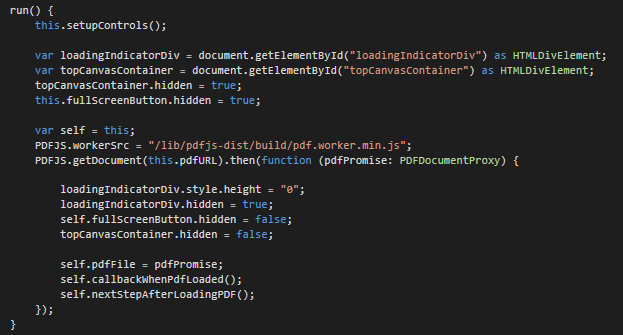 run() {
    this.setupControls();

    var loadingIndicatorDiv = document.getElementById("loadingIndicatorDiv") as HTMLDivElement;
    var topCanvasContainer = document.getElementById("topCanvasContainer") as HTMLDivElement;
    topCanvasContainer.hidden = true;
    this.fullScreenButton.hidden = true;

    var self = this;
    PDFJS.workerSrc = "/lib/pdfjs-dist/build/pdf.worker.min.js";
    PDFJS.getDocument(this.pdfURL).then(function (pdfPromise: PDFDocumentProxy) {

        loadingIndicatorDiv.style.height = "0";
        loadingIndicatorDiv.hidden = true;
        self.fullScreenButton.hidden = false;
        topCanvasContainer.hidden = false;

        self.pdfFile = pdfPromise;
        self.callbackWhenPdfLoaded();
        self.nextStepAfterLoadingPDF();
    });
}